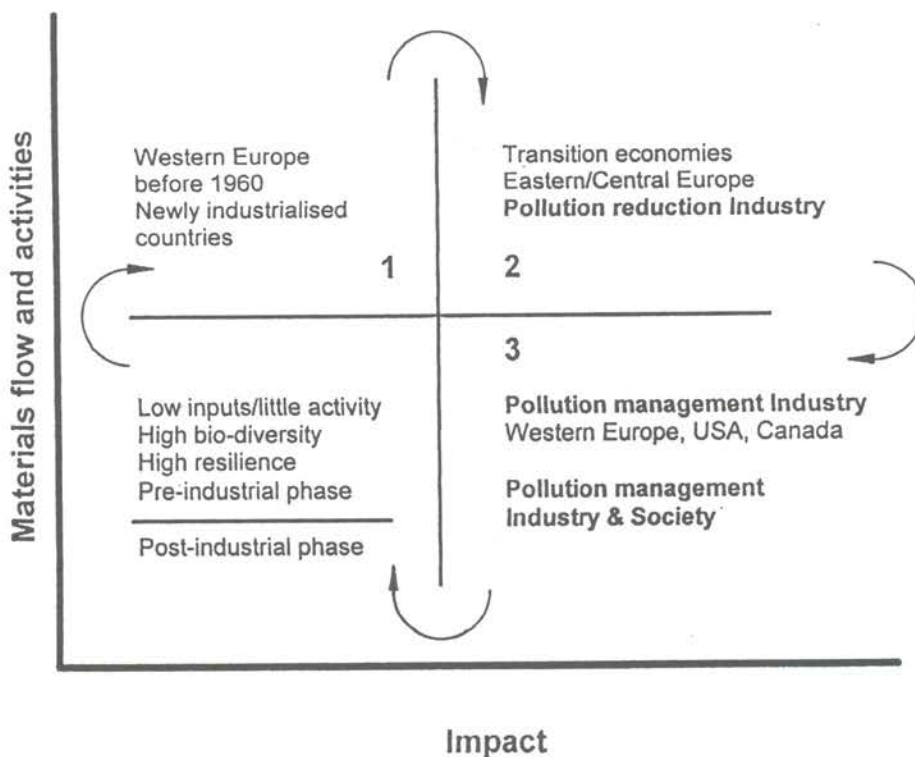 Materials flow and activities
Western Europe
before 1960
Newly industrialised
countries
1
Transition economies
Eastern/Central Europe
Pollution reduction Industry
2
3
Low inputs/little activity
High bio-diversity
High resilience
Pre-industrial phase
Post-industrial phase
Pollution management Industry
Western Europe, USA, Canada
Pollution management
Industry & Society
Impact